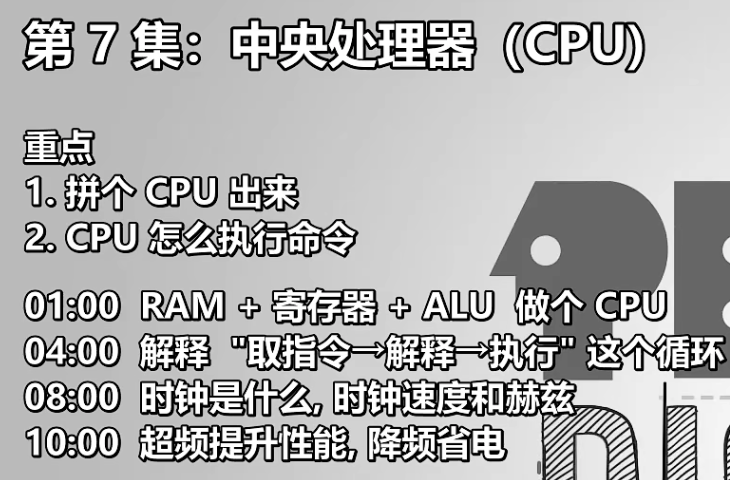 第 7 集：中央处理器（CPU）
重点
1. 拼个 CPU 出来
2. CPU 怎么执行命令
01:00 RAM + 寄存器 + ALU 做个 CPU
04:00 解释 "取指令→解释→执行" 这个循环
08:00 时钟是什么, 时钟速度和赫兹
10:00 超频提升性能, 降频省电